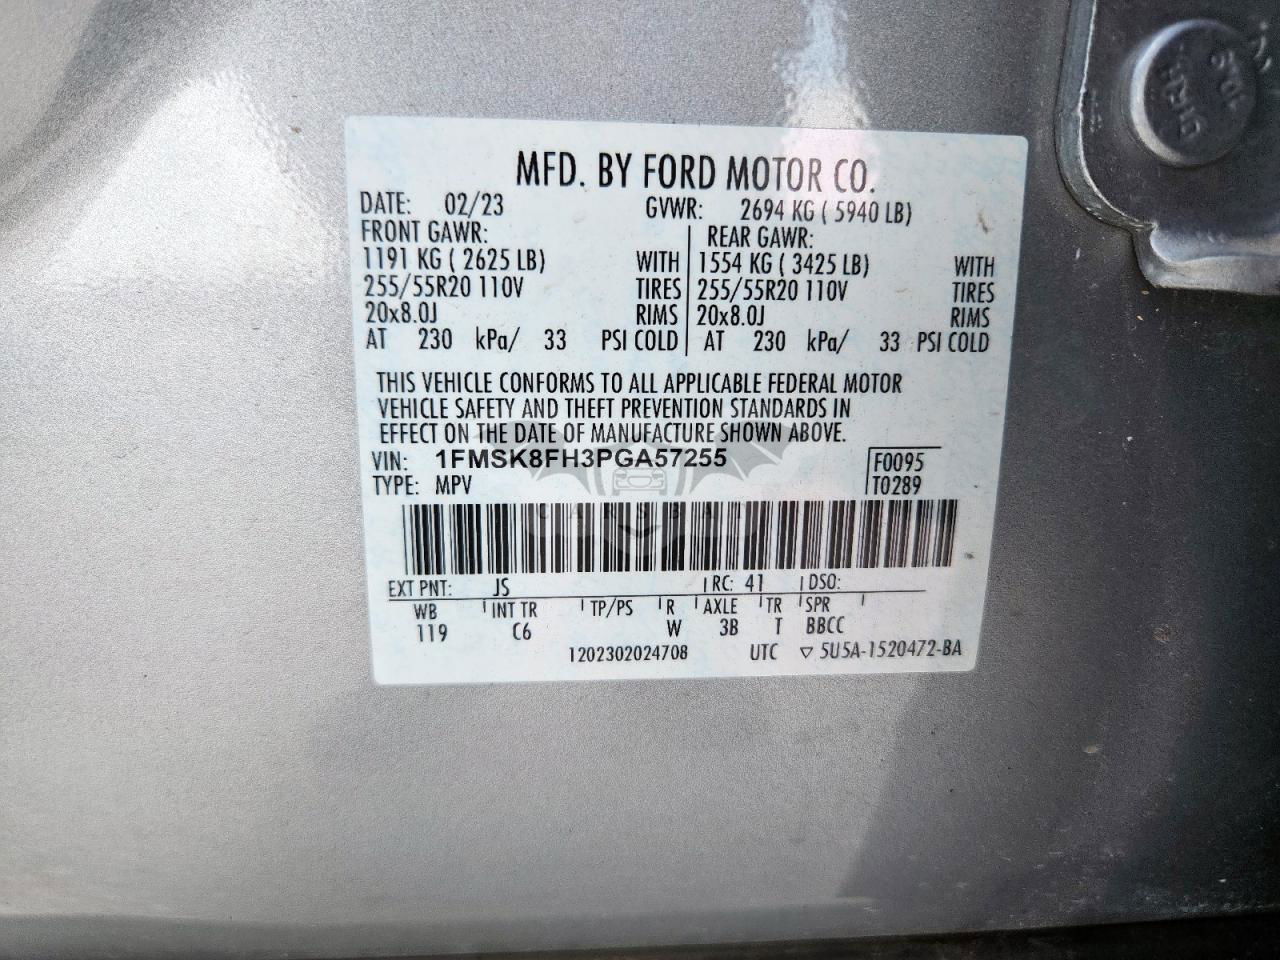 MFD. BY FORD MOTOR CO.
DATE: 02/23 GVWR: 2694 KG ( 5940 LB)
FRONT GAWR: REAR GAWR:
1191 KG ( 2625 LB) WITH 1554 KG ( 3425 LB) WITH
255/55R20 110V TIRES 255/55R20 110V TIRES
20x8.0J RIMS 20x8.0J RIMS
AT 230 kPa/ 33 PSI COLD AT 230 kPa/ 33 PSI COLD
THIS VEHICLE CONFORMS TO ALL APPLICABLE FEDERAL MOTOR
VEHICLE SAFETY AND THEFT PREVENTION STANDARDS IN
EFFECT ON THE DATE OF MANUFACTURE SHOWN ABOVE.
VIN: 1FMSK8FH3PGA57255 F0095
TYPE: MPV T0289
EXT PNT: JS RC: 41 DSO:
WB INT TR TP/PS R AXLE TR SPR
119 C6 W 3B T BBCC
1202302024708 UTC ▽ 5U5A-1520472-BA